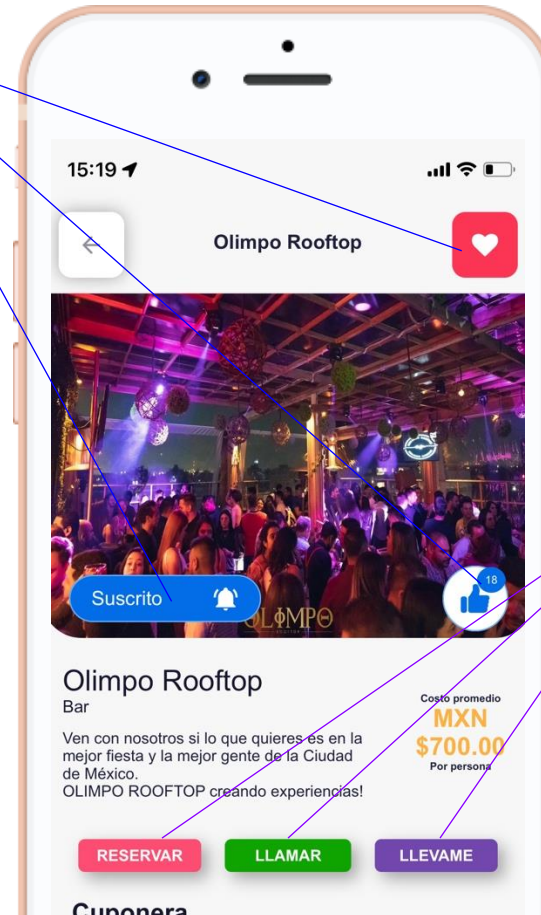 15:19
Olimpo Rooftop
Suscrito
18
OLIMPO
Olimpo Rooftop
Bar
Costo promedio
MXN
$700.00
Por persona
Ven con nosotros si lo que quieres es en la
mejor fiesta y la mejor gente de la Ciudad
de México.
OLIMPO ROOFTOP creando experiencias!
RESERVAR
LLAMAR
LLEVAME
Cuponera